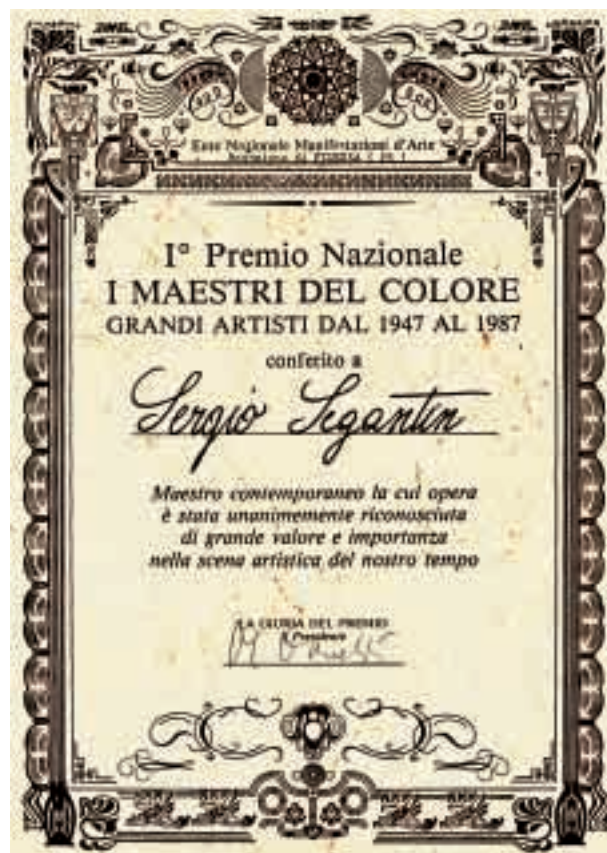 Ente Nazionale Manifestazioni d'Arte
Iº Premio Nazionale
I MAESTRI DEL COLORE
GRANDI ARTISTI DAL 1947 AL 1987
conferito a
Sergio Segantin
Maestro contemporaneo la cui opera
è stata unanimemente riconosciuta
di grande valore e importanza
nella scena artistica del nostro tempo
LA GIURIA DEL PREMIO
Il Presidente